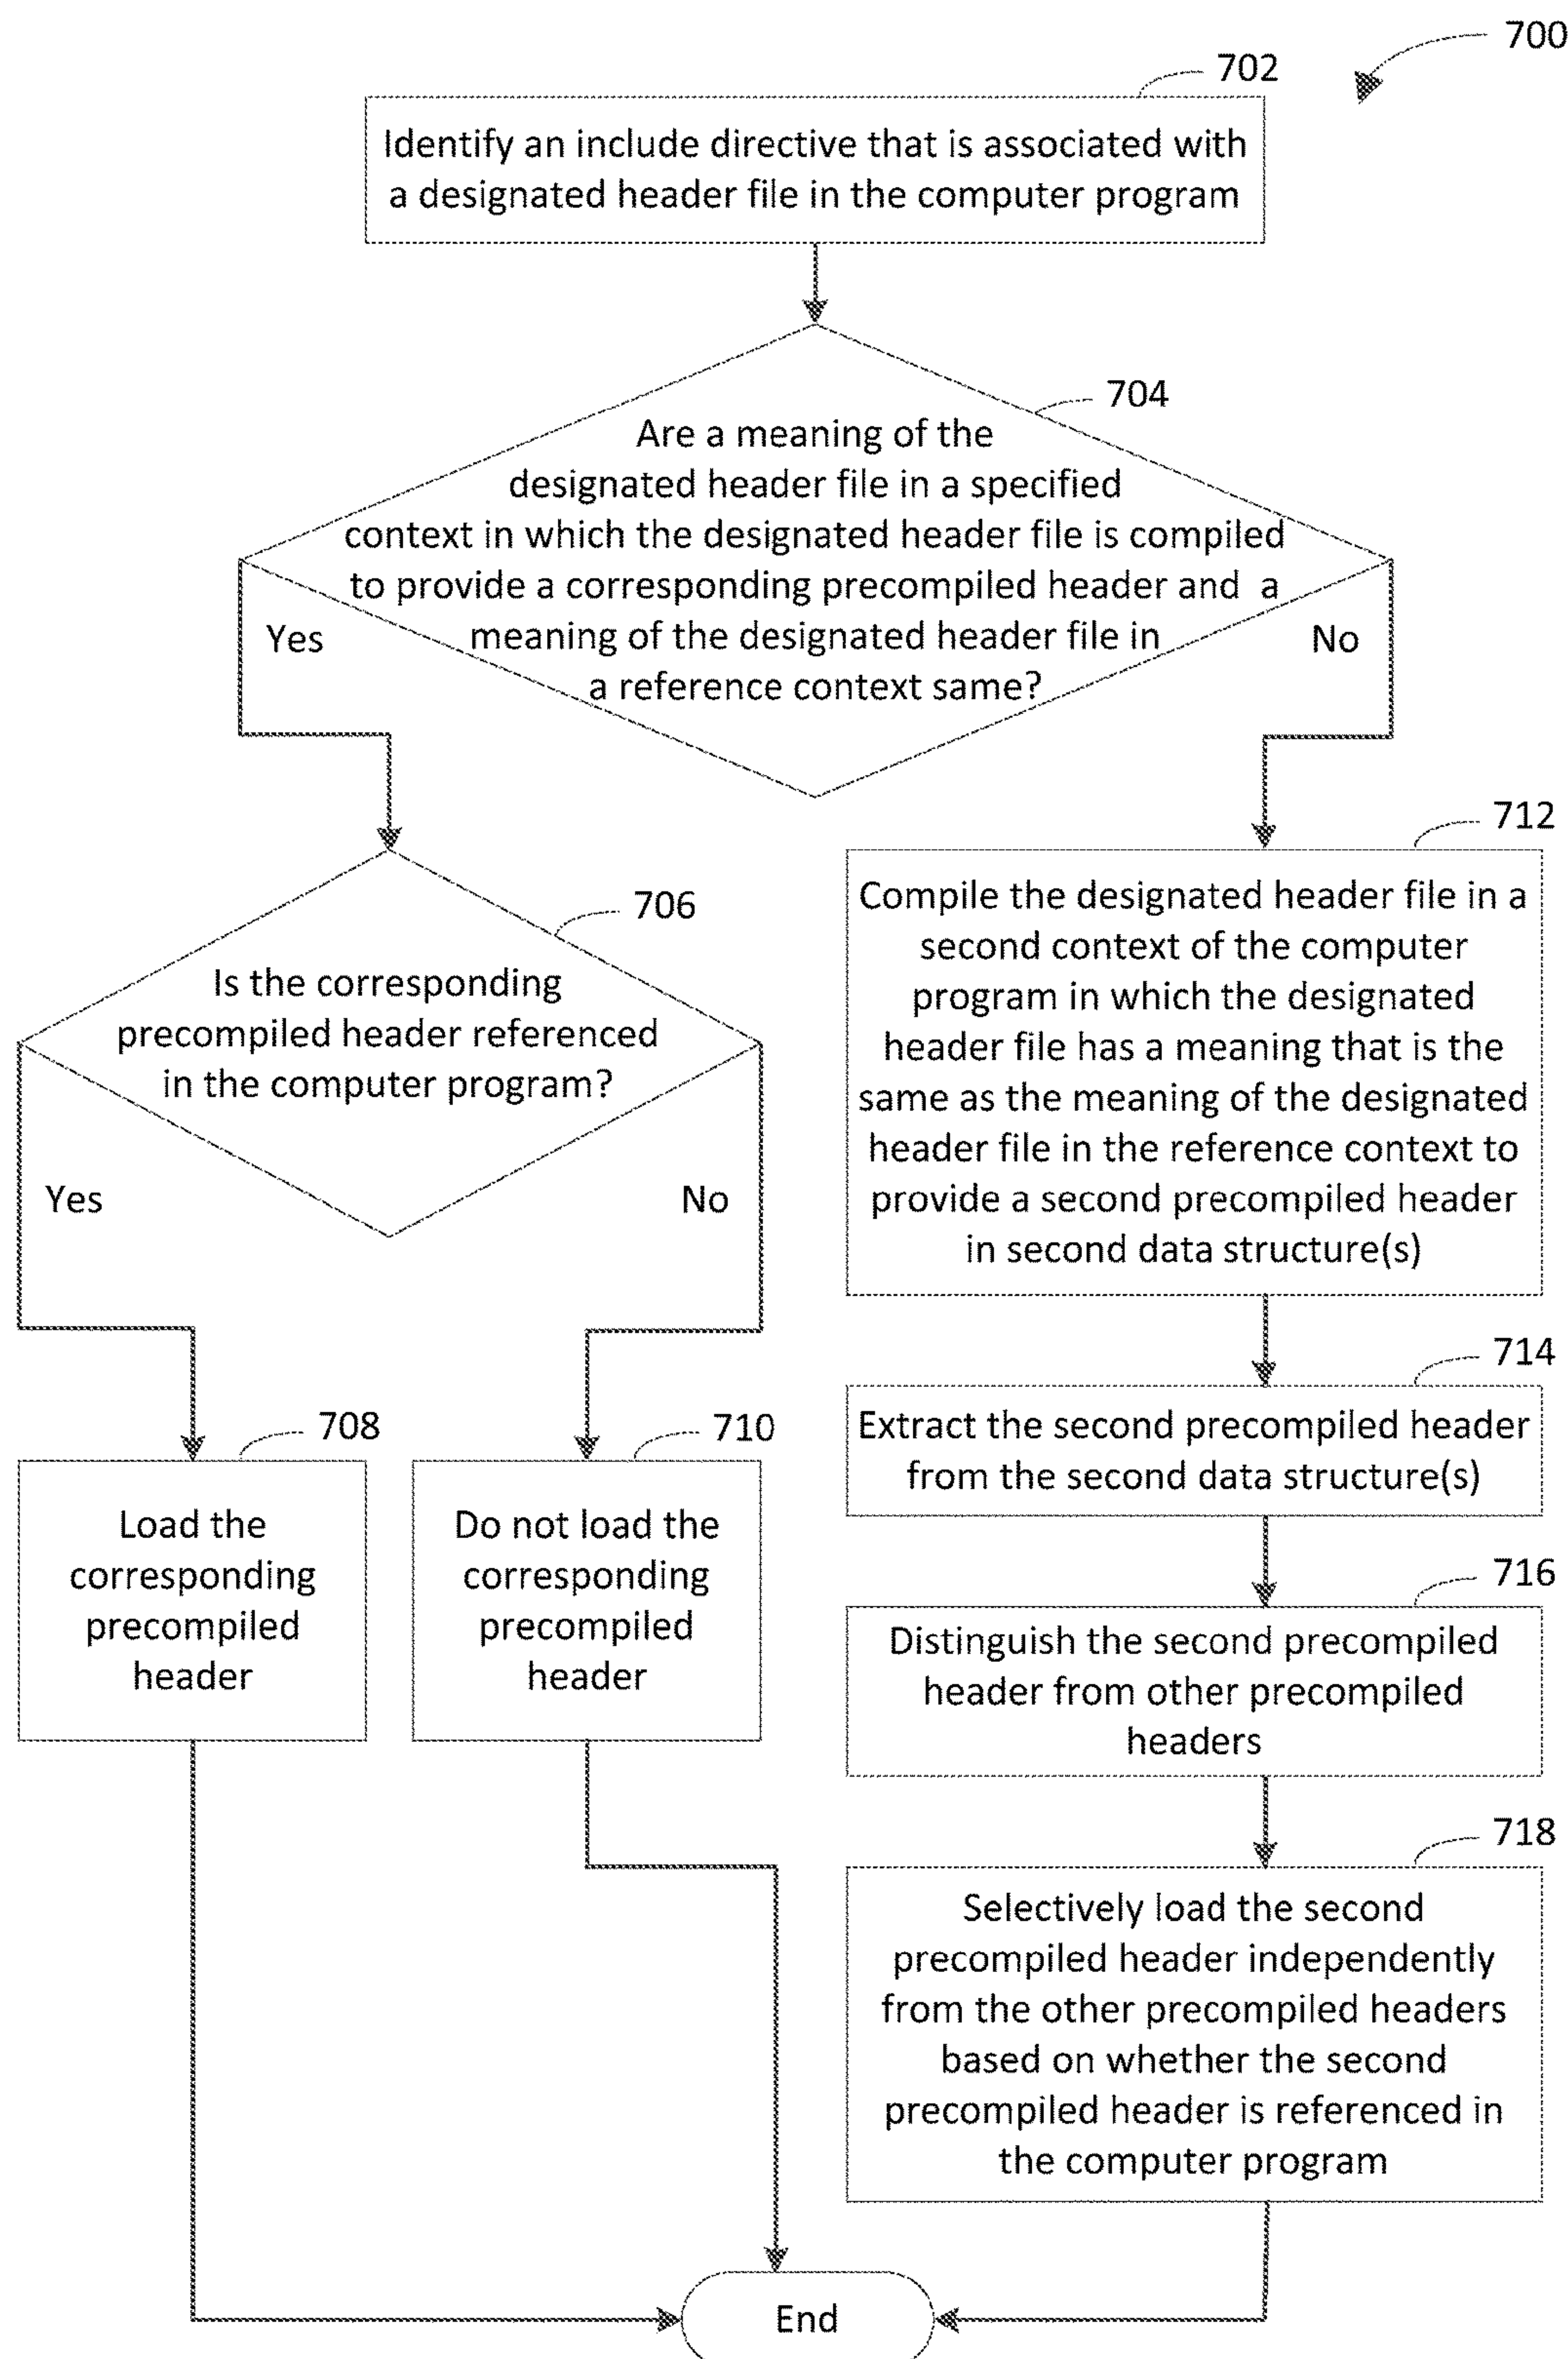 700
702
Identify an include directive that is associated with
a designated header file in the computer program
704
Are a meaning of the
designated header file in a specified
context in which the designated header file is compiled
to provide a corresponding precompiled header and a
meaning of the designated header file in
a reference context same?
Yes
No
706
Is the corresponding
precompiled header referenced
in the computer program?
Yes
No
712
Compile the designated header file in a
second context of the computer
program in which the designated
header file has a meaning that is the
same as the meaning of the designated
header file in the reference context to
provide a second precompiled header
in second data structure(s)
708
Load the
corresponding
precompiled
header
710
Do not load the
corresponding
precompiled
header
714
Extract the second precompiled header
from the second data structure(s)
716
Distinguish the second precompiled
header from other precompiled
headers
718
Selectively load the second
precompiled header independently
from the other precompiled headers
based on whether the second
precompiled header is referenced in
the computer program
End